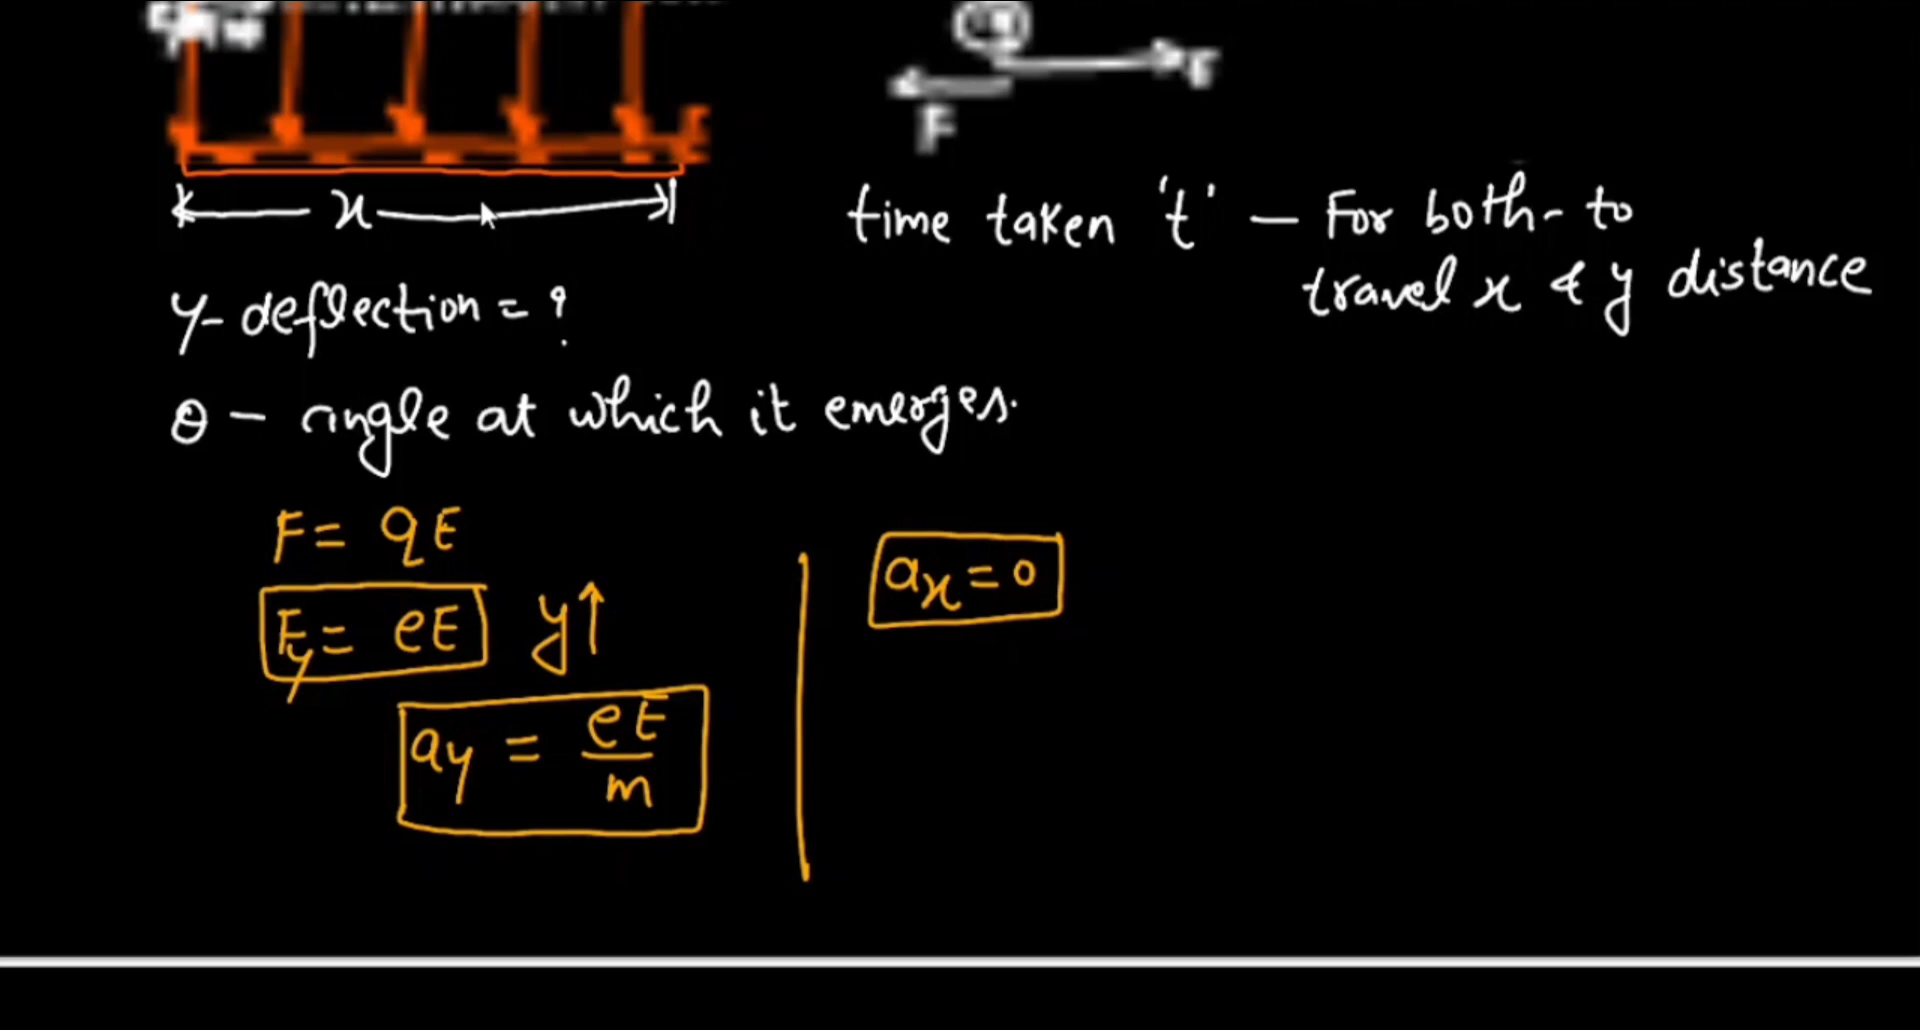 E
F
x
time taken 't' — For both - to
travel x & y distance
y - deflection = ?
θ — angle at which it emerges.
F = qE
Fy = eE y↑
ay = eE/m
ax = 0